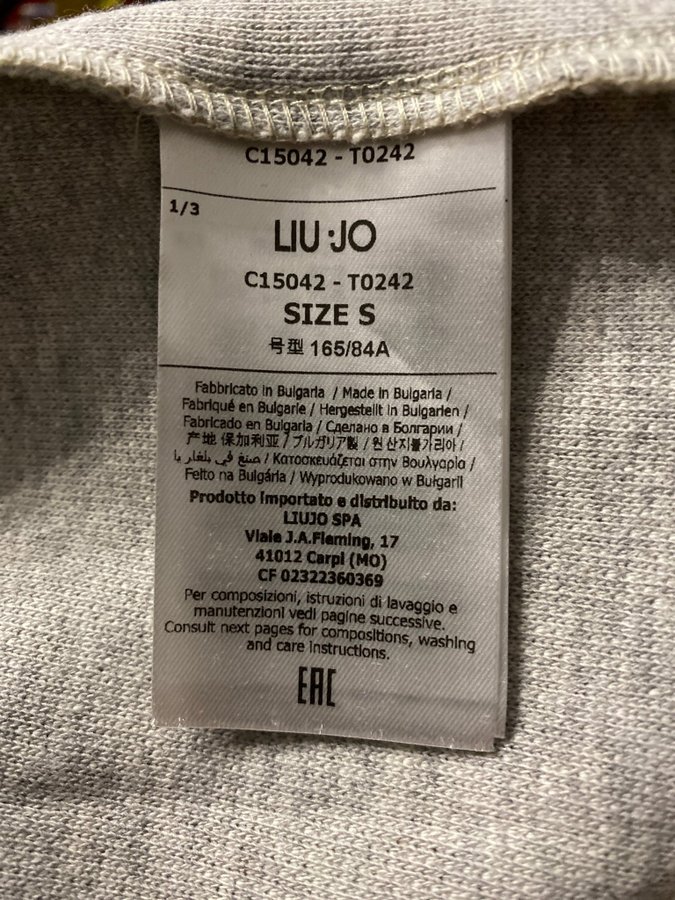 C15042 - T0242
1/3
LIU·JO
C15042 - T0242
SIZE S
号型 165/84A
Fabbricato in Bulgaria / Made in Bulgaria /
Fabriqué en Bulgarie / Hergestellt in Bulgarien /
Fabricado en Bulgaria / Сделано в Болгарии /
产地 保加利亚 / ブルガリア製 / 원산지불가리아 /
صنع في بلغاريا / Κατασκευάζεται στην Βουλγαρία /
Feito na Bulgária / Wyprodukowano w Bułgarii
Prodotto importato e distribuito da:
LIUJO SPA
Viale J.A.Fleming, 17
41012 Carpi (MO)
CF 02322360369
Per composizioni, istruzioni di lavaggio e
manutenzioni vedi pagine successive.
Consult next pages for compositions, washing
and care instructions.
EAC